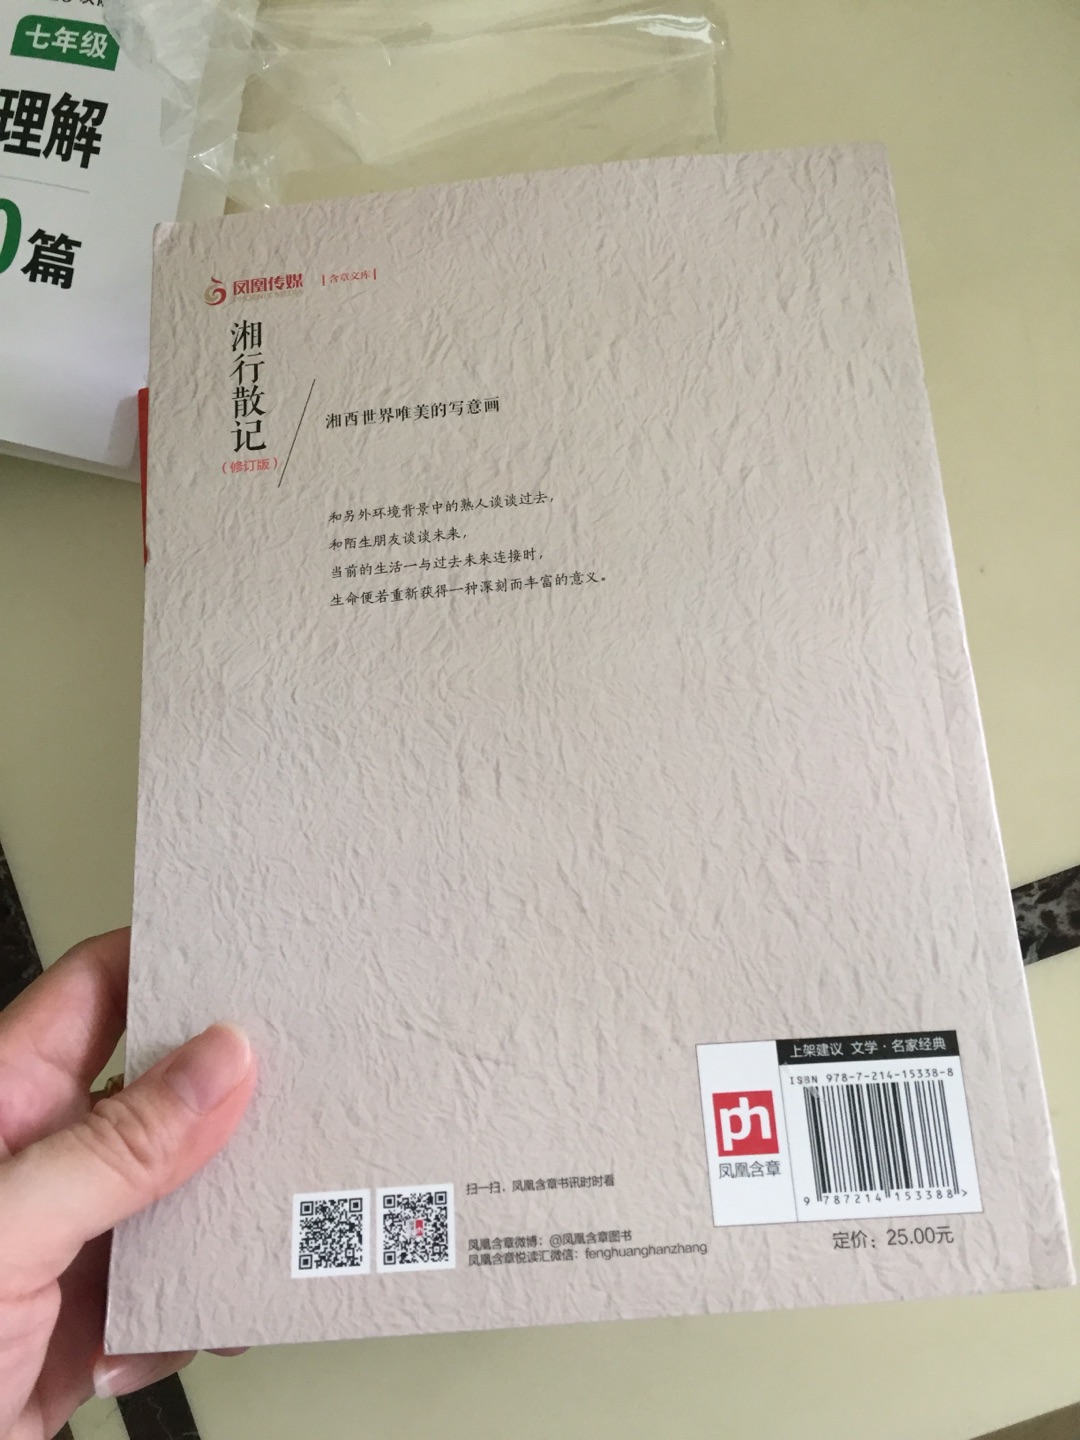 七年级
理解
0篇
凤凰传媒
含章文库
湘行散记
（修订版）
湘西世界唯美的写意画
和另外环境背景中的熟人谈谈过去，
和陌生朋友谈谈未来，
当前的生活一与过去未来连接时，
生命便若重新获得一种深刻而丰富的意义。
上架建议 文学·名家经典
ISBN 978-7-214-15338-8
ph
凤凰含章
9 787214 153388 >
定价：25.00元
扫一扫，凤凰含章书讯时时看
凤凰含章微博：@凤凰含章图书
凤凰含章悦读汇微信：fenghuanghanzhang